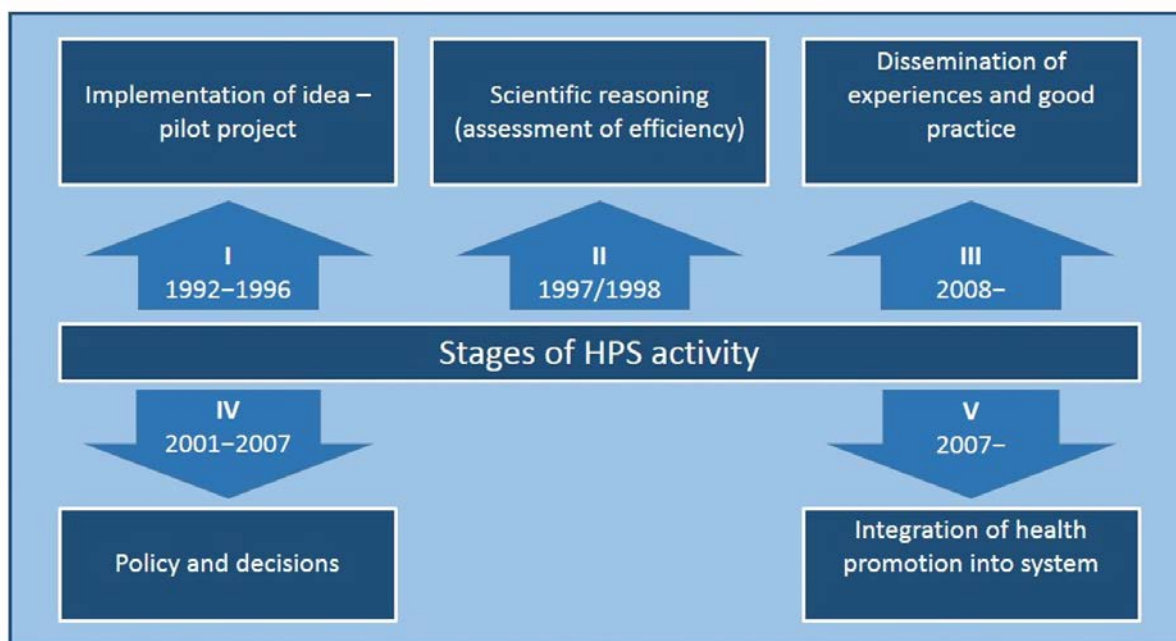 Implementation of idea –
pilot project
Scientific reasoning
(assessment of efficiency)
Dissemination of
experiences and good
practice
I
1992–1996
II
1997/1998
III
2008–
Stages of HPS activity
IV
2001–2007
V
2007–
Policy and decisions
Integration of health
promotion into system